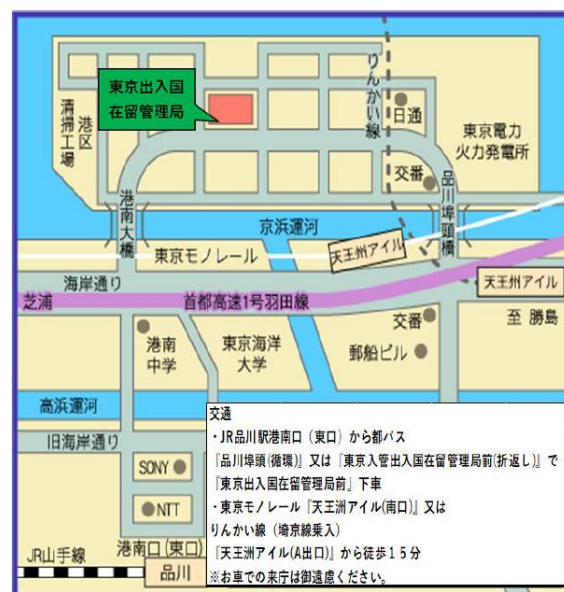 東京出入国
在留管理局
港区
清掃工場
りんかい線
日通
東京電力
火力発電所
交番
港南大橋
品川埠頭橋
京浜運河
東京モノレール
天王州アイル
海岸通り
天王州アイル
芝浦
首都高速1号羽田線
至 勝島
交番
港南
中学
東京海洋
大学
郵船ビル
高浜運河
旧海岸通り
SONY
NTT
港南口(東口)
JR山手線
品川
交通
・JR品川駅港南口（東口）から都バス
『品川埠頭(循環)』又は『東京入管出入国在留管理局前(折返し)』で
『東京出入国在留管理局前』下車
・東京モノレール『天王洲アイル(南口)』又は
りんかい線（埼京線乗入）
『天王洲アイル(A出口)』から徒歩１５分
※お車での来庁は御遠慮ください。